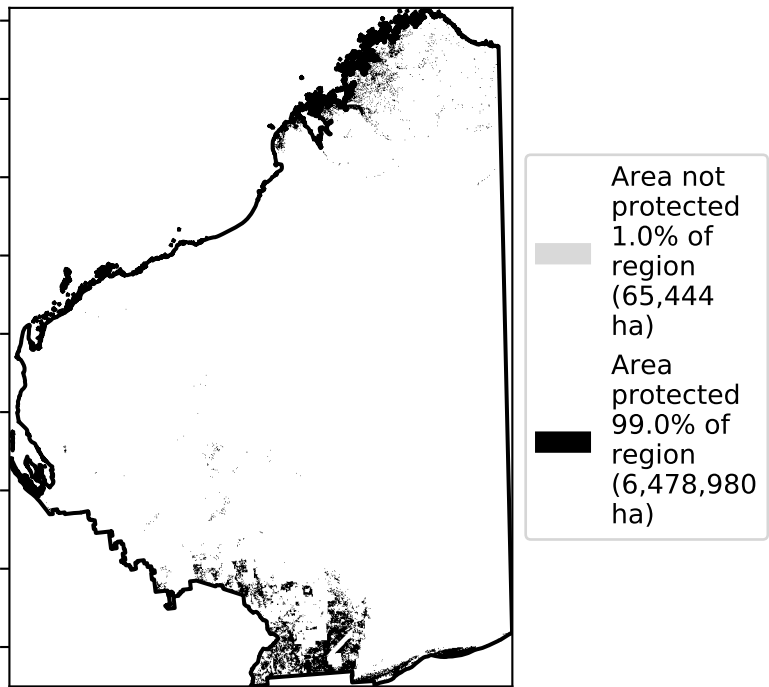 Area not
protected
1.0% of
region
(65,444
ha)
Area
protected
99.0% of
region
(6,478,980
ha)